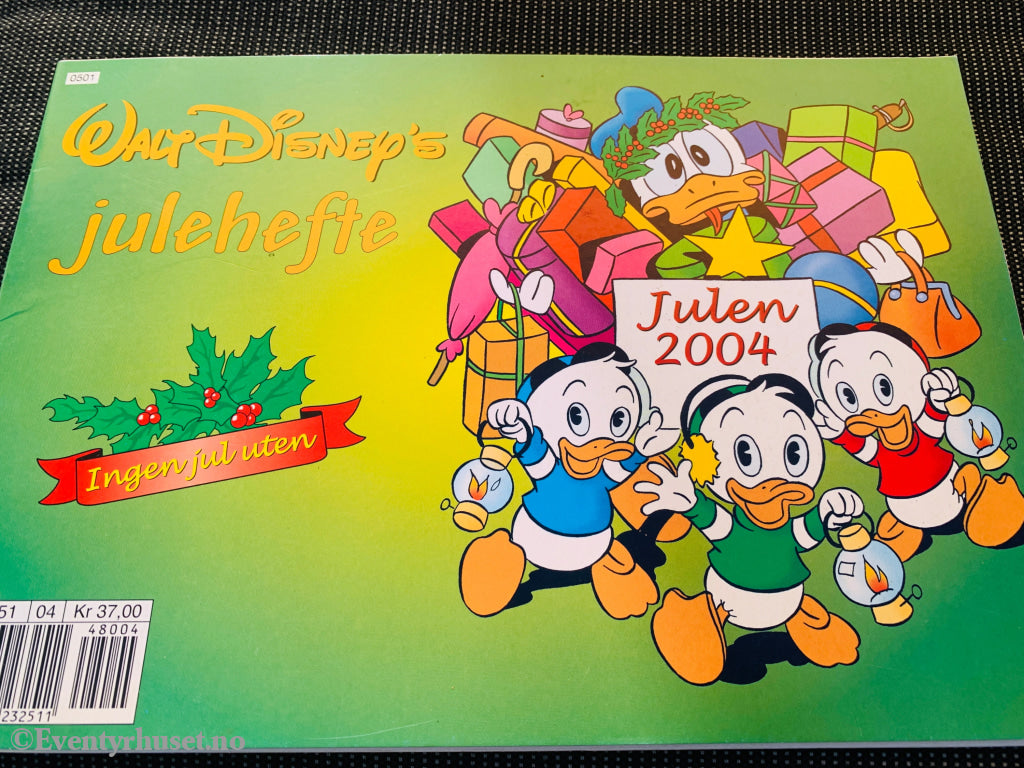 0501
WALT DISNEY'S
julehefte
Julen
2004
Ingen jul uten
51 04 Kr 37,00
48004
232511
©Eventyrhuset.no